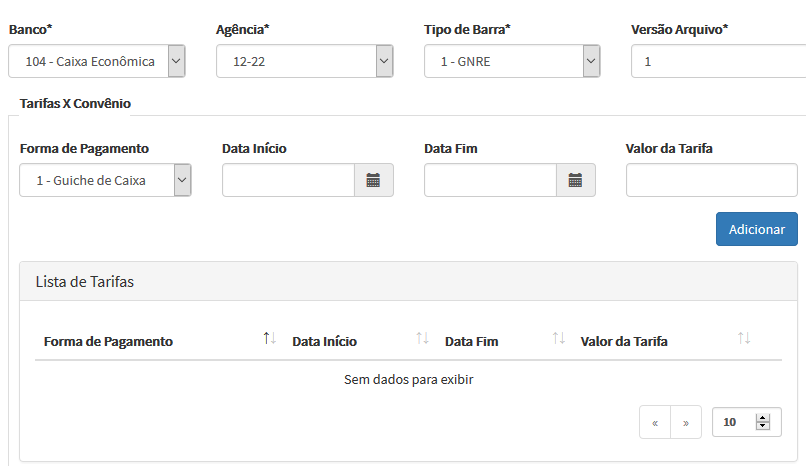 Banco* Agência* Tipo de Barra* Versão Arquivo*
104 - Caixa Econômica 12-22 1 - GNRE 1
Tarifas X Convênio
Forma de Pagamento Data Início Data Fim Valor da Tarifa
1 - Guiche de Caixa
Adicionar
Lista de Tarifas
Forma de Pagamento Data Início Data Fim Valor da Tarifa
Sem dados para exibir
« » 10